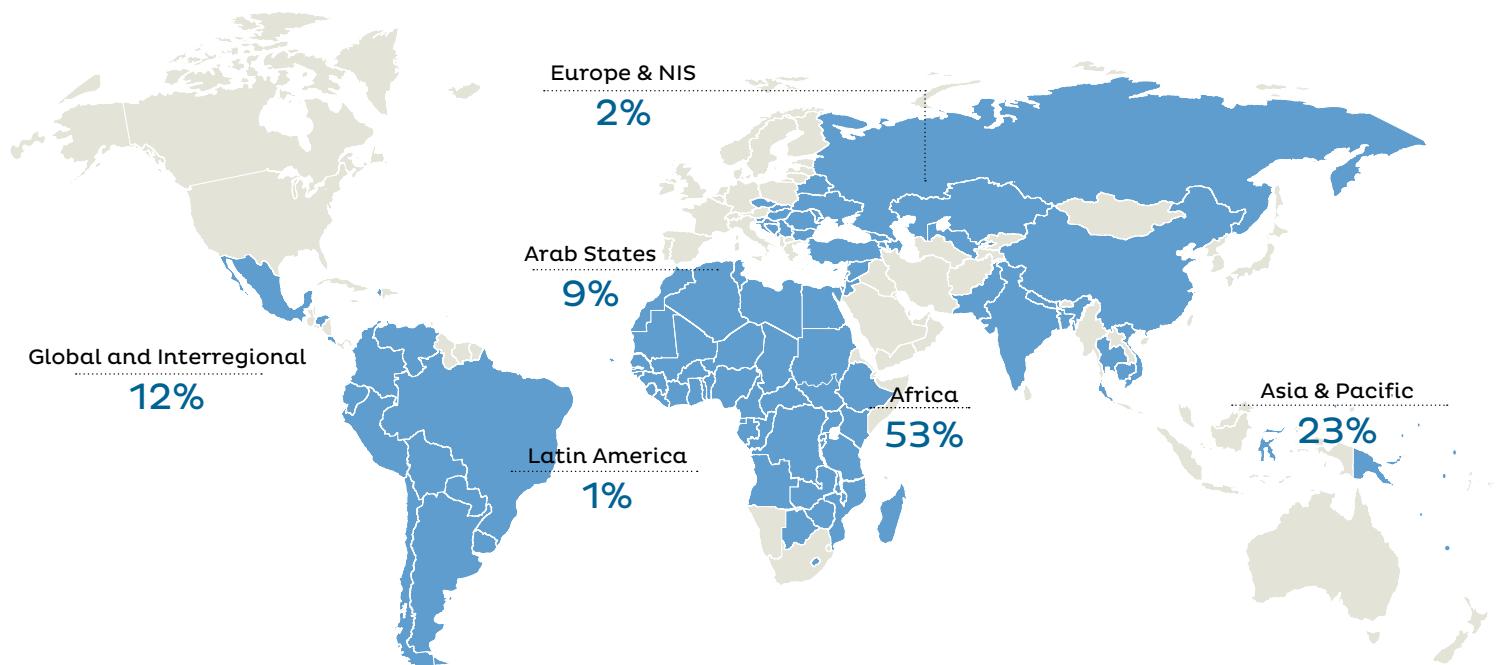 Europe & NIS
2%
Arab States
9%
Global and Interregional
12%
Africa
53%
Asia & Pacific
23%
Latin America
1%